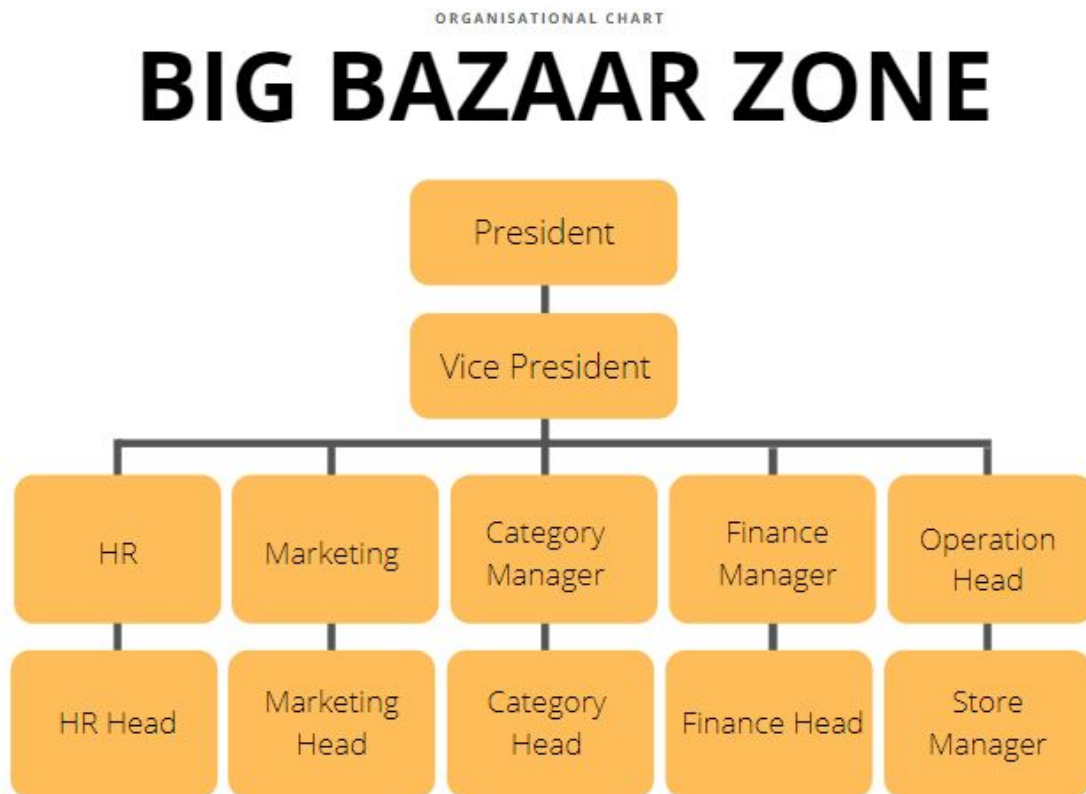 ORGANISATIONAL CHART
BIG BAZAAR ZONE
President
Vice President
HR
Marketing
Category
Manager
Finance
Manager
Operation
Head
HR Head
Marketing
Head
Category
Head
Finance Head
Store
Manager